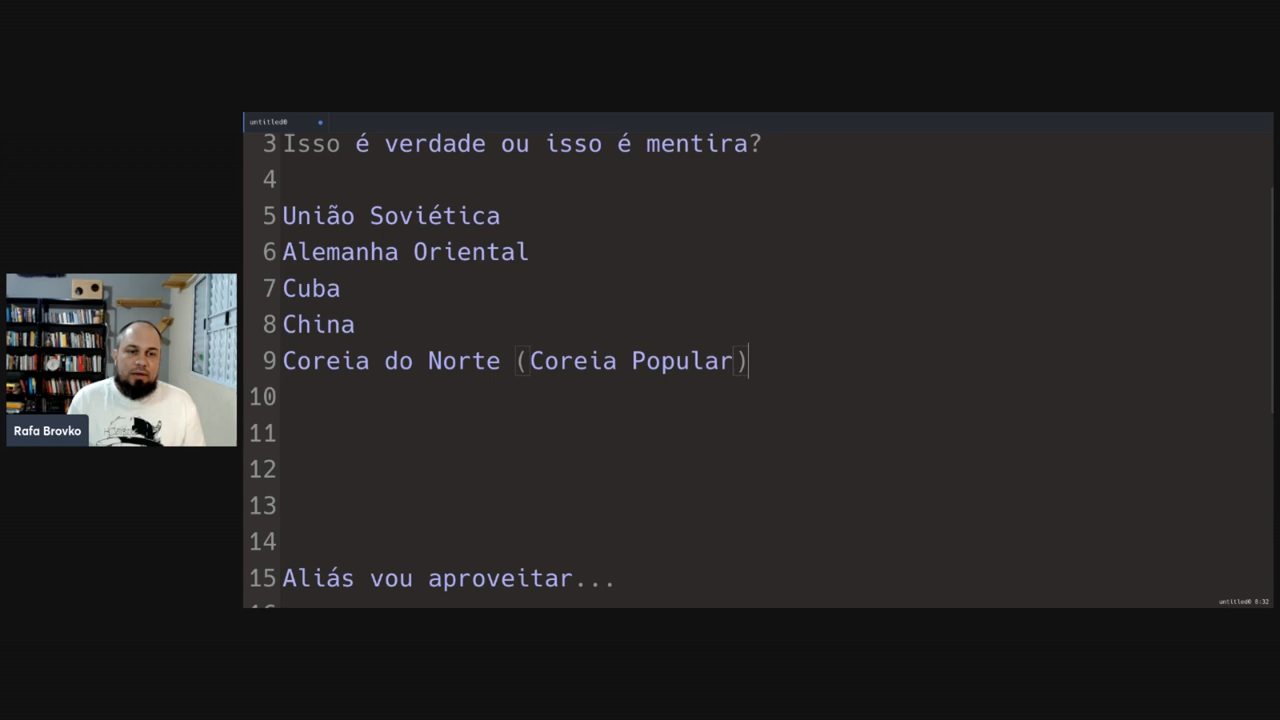 untitled0
3 Isso é verdade ou isso é mentira?
4
5 União Soviética
6 Alemanha Oriental
7 Cuba
8 China
9 Coreia do Norte (Coreia Popular)
10
11
12
13
14
15 Aliás vou aproveitar...
untitled0 8:32
Rafa Brovko